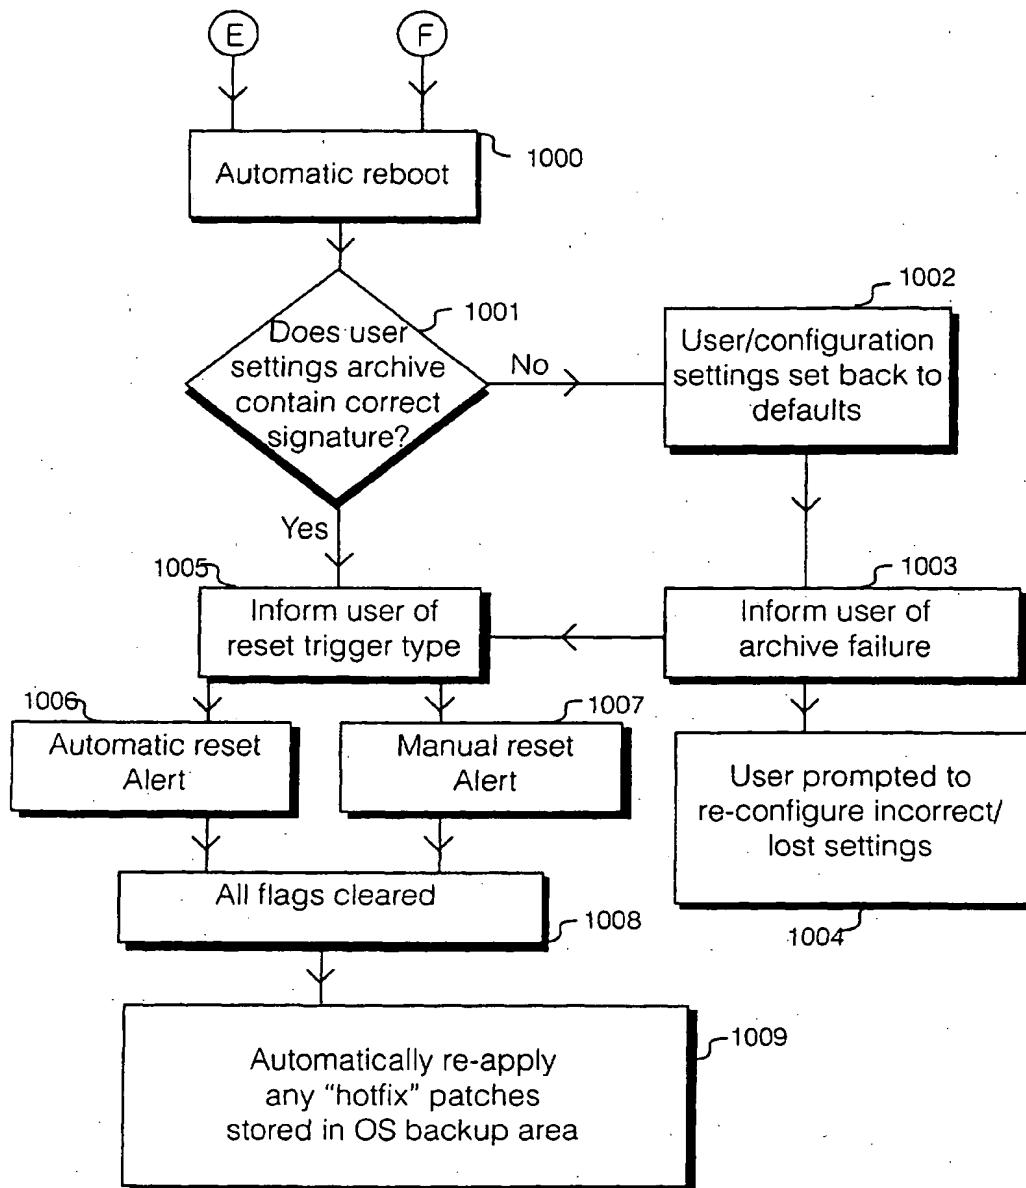 E
F
Automatic reboot
1000
Does user
settings archive
contain correct
signature?
1001
No
1002
User/configuration
settings set back to
defaults
Yes
1005
Inform user of
reset trigger type
1003
Inform user of
archive failure
1006
Automatic reset
Alert
1007
Manual reset
Alert
User prompted to
re-configure incorrect/
lost settings
1004
All flags cleared
1008
Automatically re-apply
any “hotfix” patches
stored in OS backup area
1009